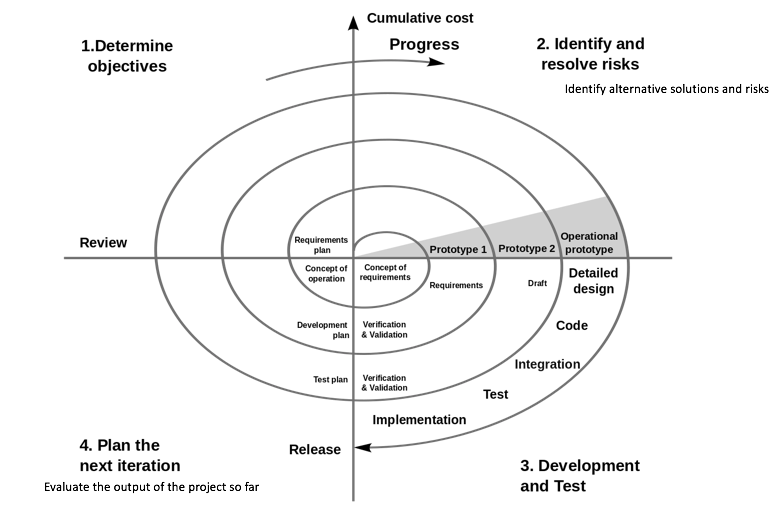 Cumulative cost
1.Determine
objectives
Progress
2. Identify and
resolve risks
Identify alternative solutions and risks
Review
Requirements
plan
Prototype 1
Prototype 2
Operational
prototype
Concept of
operation
Concept of
requirements
Requirements
Draft
Detailed
design
Development
plan
Verification
& Validation
Code
Integration
Test plan
Verification
& Validation
Test
Implementation
Release
4. Plan the
next iteration
Evaluate the output of the project so far
3. Development
and Test